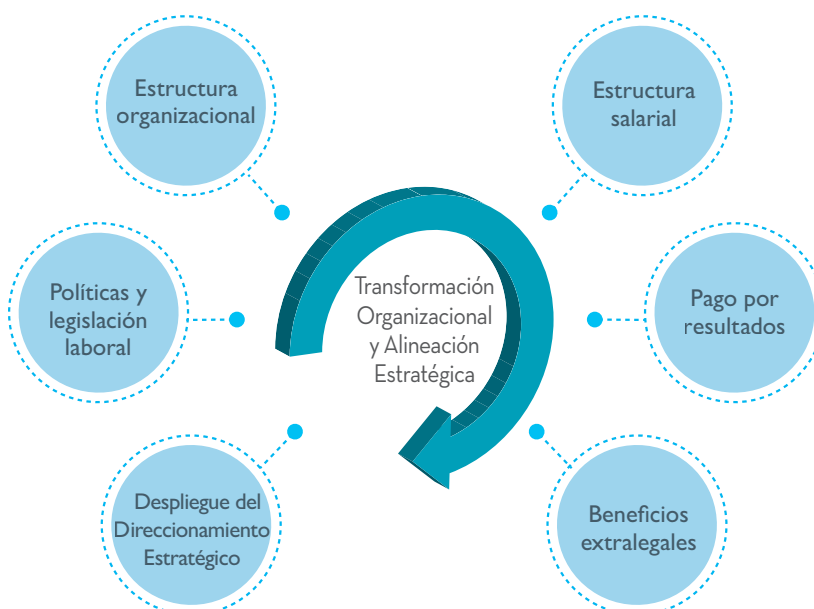 Estructura
organizacional
Estructura
salarial
Políticas y
legislación
laboral
Transformación
Organizacional
y Alineación
Estratégica
Pago por
resultados
Despliegue del
Direccionamiento
Estratégico
Beneficios
extralegales